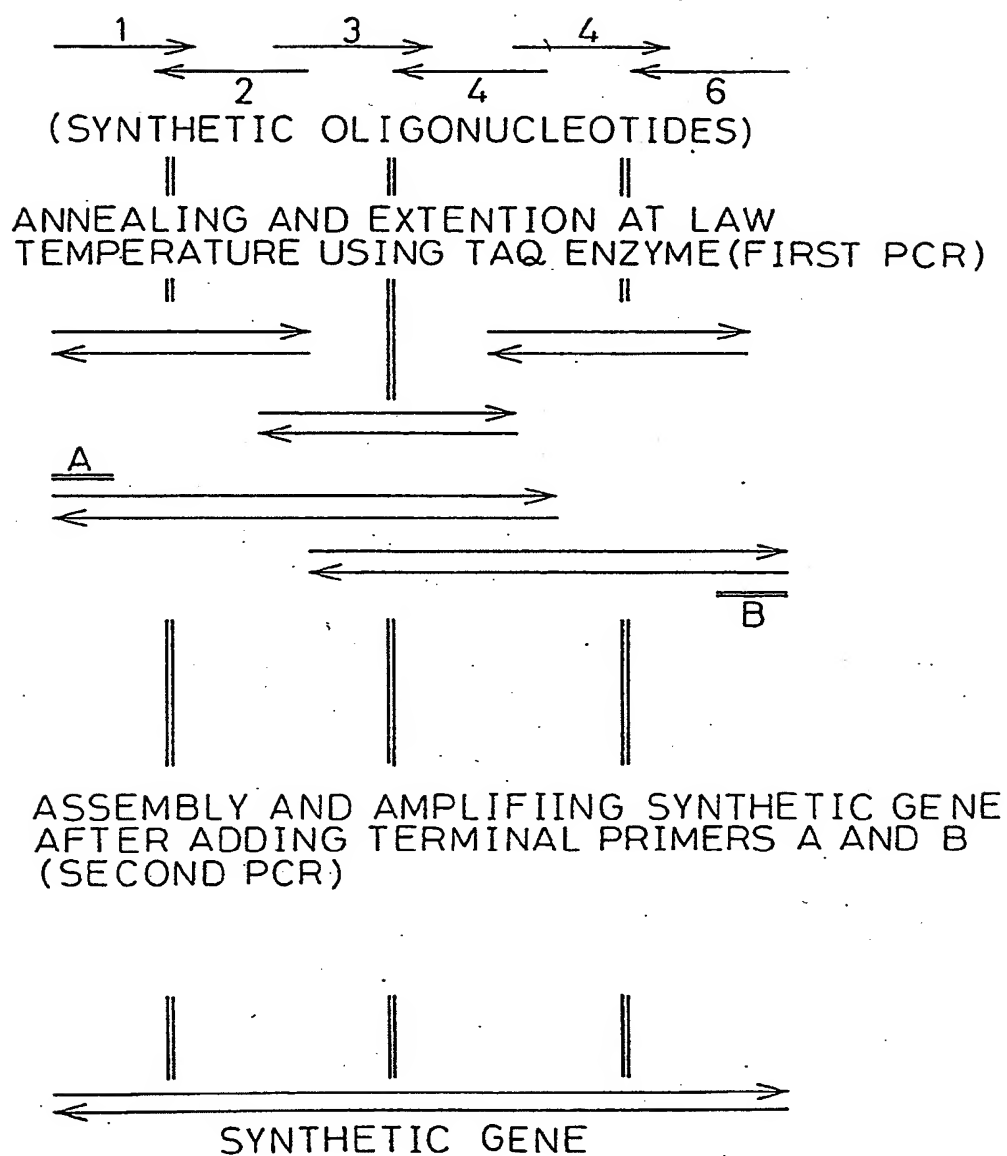 1 3 4
2 4 6
(SYNTHETIC OLIGONUCLEOTIDES)
ANNEALING AND EXTENTION AT LAW
TEMPERATURE USING TAQ ENZYME(FIRST PCR)
A
B
ASSEMBLY AND AMPLIFIING SYNTHETIC GENE
AFTER ADDING TERMINAL PRIMERS A AND B
(SECOND PCR)
SYNTHETIC GENE